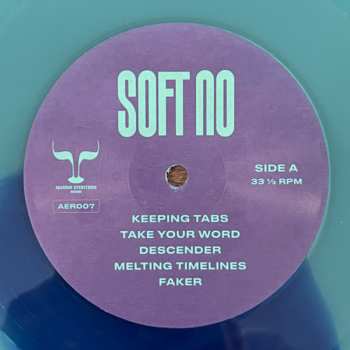 SOFT NO
SIDE A
33 ⅓ RPM
AER007
KEEPING TABS
TAKE YOUR WORD
DESCENDER
MELTING TIMELINES
FAKER